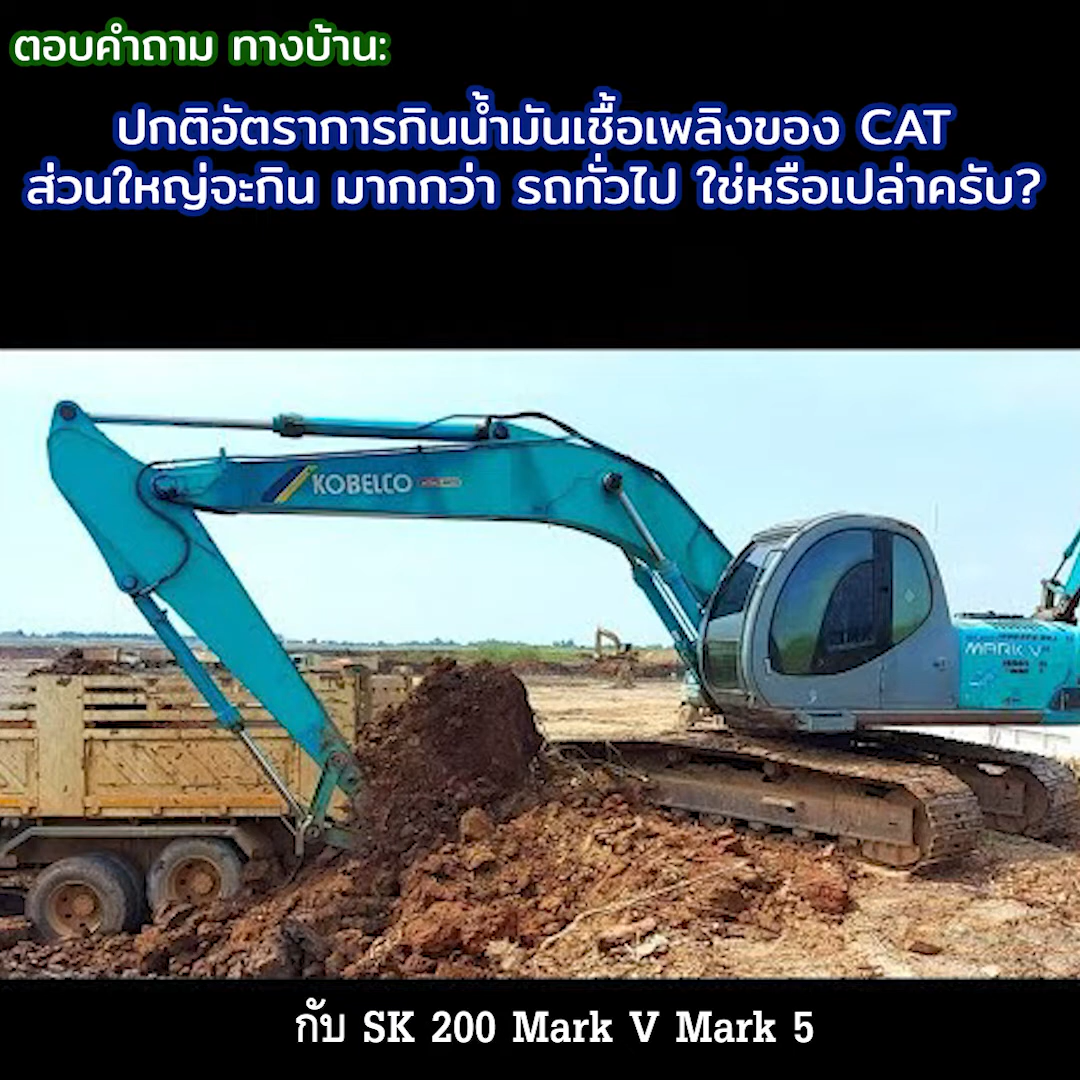 ตอบคำถาม ทางบ้าน:
ปกติอัตราการกินน้ำมันเชื้อเพลิงของ CAT
ส่วนใหญ่จะกิน มากกว่า รถทั่วไป ใช่หรือเปล่าครับ?
KOBELCO
MARK V
กับ SK 200 Mark V Mark 5